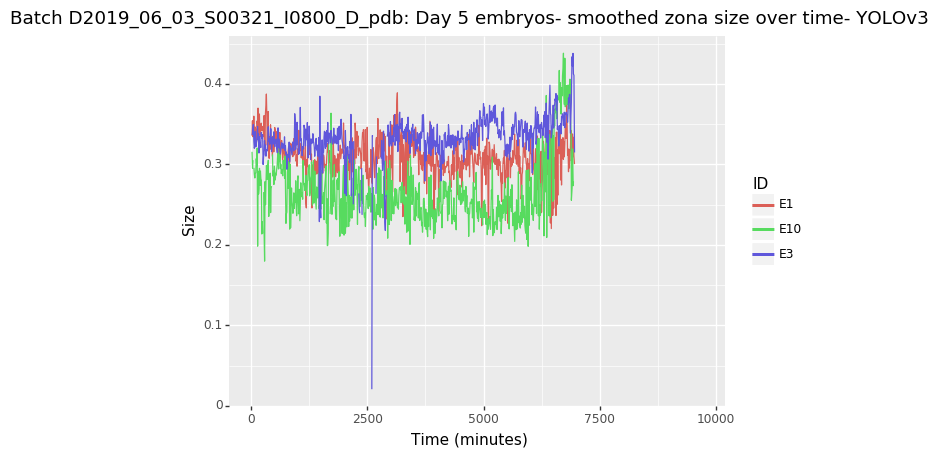 Batch D2019_06_03_S00321_I0800_D_pdb: Day 5 embryos- smoothed zona size over time- YOLOv3
0.4
0.3
0.2
0.1
0
Size
0
2500
5000
7500
10000
Time (minutes)
ID
E1
E10
E3